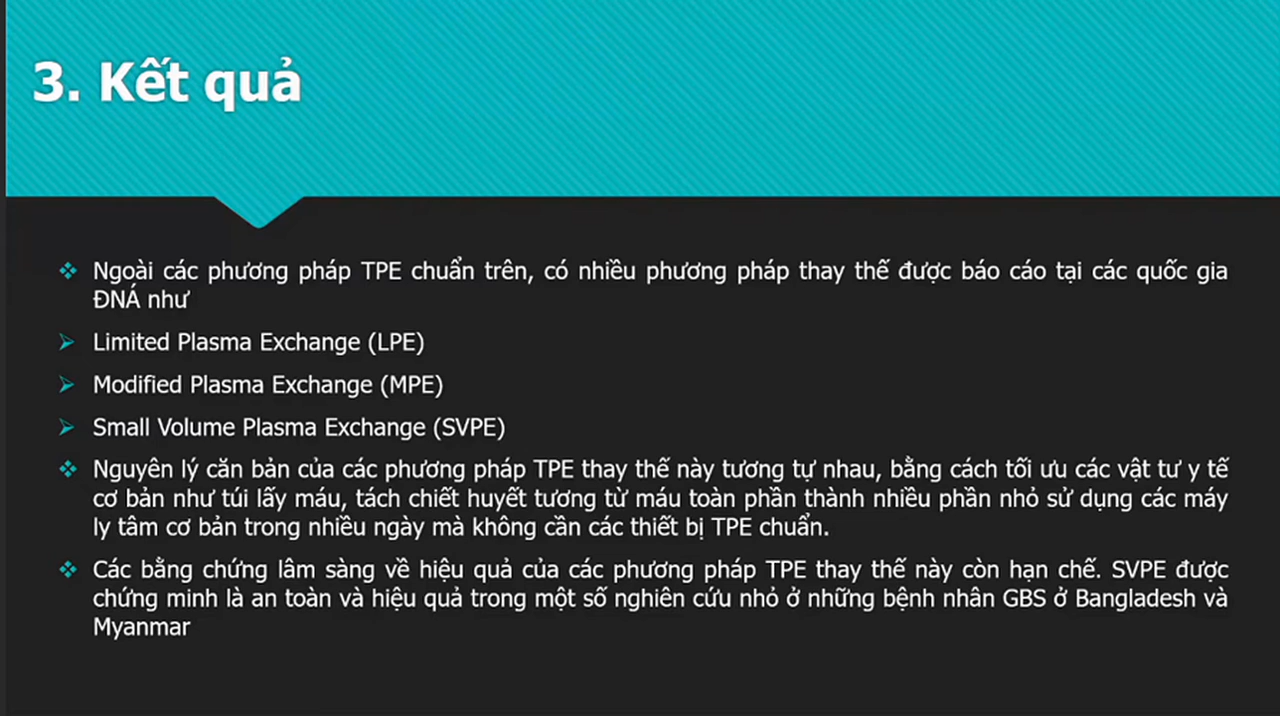 3. Kết quả
Ngoài các phương pháp TPE chuẩn trên, có nhiều phương pháp thay thế được báo cáo tại các quốc gia
ĐNÁ như
Limited Plasma Exchange (LPE)
Modified Plasma Exchange (MPE)
Small Volume Plasma Exchange (SVPE)
Nguyên lý căn bản của các phương pháp TPE thay thế này tương tự nhau, bằng cách tối ưu các vật tư y tế
cơ bản như túi lấy máu, tách chiết huyết tương từ máu toàn phần thành nhiều phần nhỏ sử dụng các máy
ly tâm cơ bản trong nhiều ngày mà không cần các thiết bị TPE chuẩn.
Các bằng chứng lâm sàng về hiệu quả của các phương pháp TPE thay thế này còn hạn chế. SVPE được
chứng minh là an toàn và hiệu quả trong một số nghiên cứu nhỏ ở những bệnh nhân GBS ở Bangladesh và
Myanmar